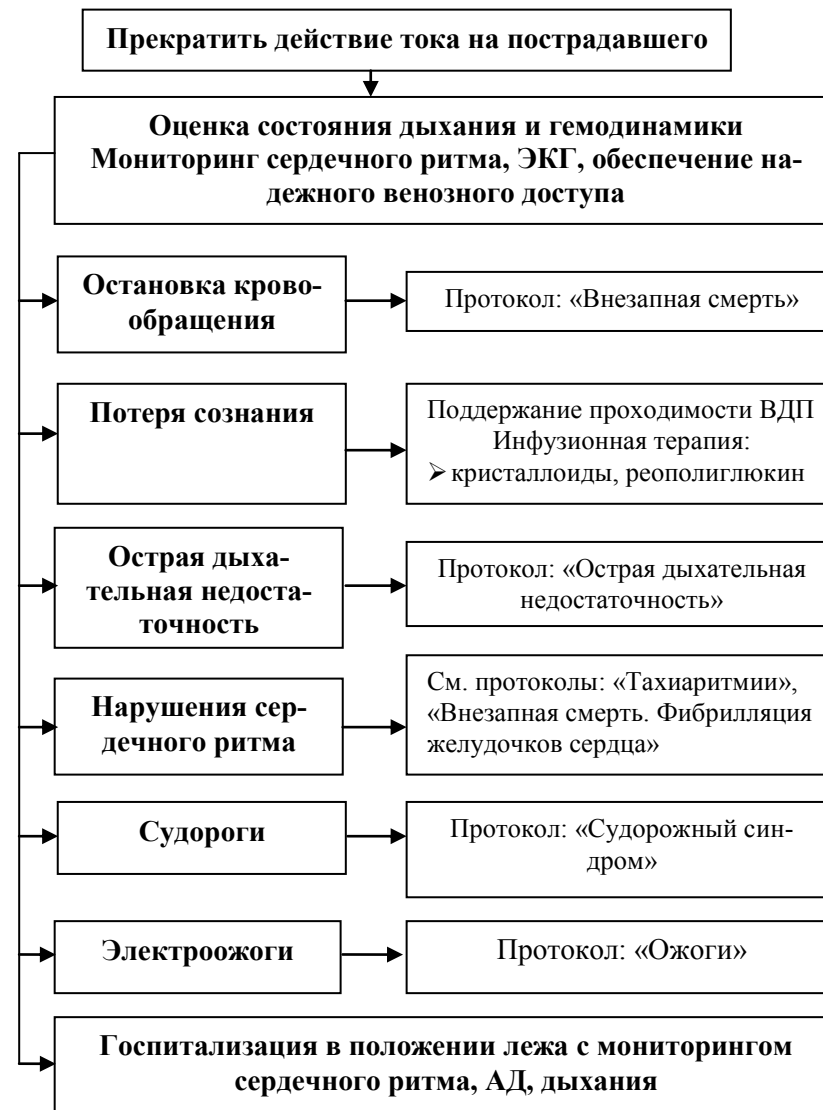 Прекратить действие тока на пострадавшего
Оценка состояния дыхания и гемодинамики
Мониторинг сердечного ритма, ЭКГ, обеспечение на-
дежного венозного доступа
Остановка крово-
обращения
Протокол: «Внезапная смерть»
Потеря сознания
Поддержание проходимости ВДП
Инфузионная терапия:
➢ кристаллоиды, реополиглюкин
Острая дыха-
тельная недоста-
точность
Протокол: «Острая дыхательная
недостаточность»
Нарушения сер-
дечного ритма
См. протоколы: «Тахиаритмии»,
«Внезапная смерть. Фибрилляция
желудочков сердца»
Судороги
Протокол: «Судорожный син-
дром»
Электроожоги
Протокол: «Ожоги»
Госпитализация в положении лежа с мониторингом
сердечного ритма, АД, дыхания